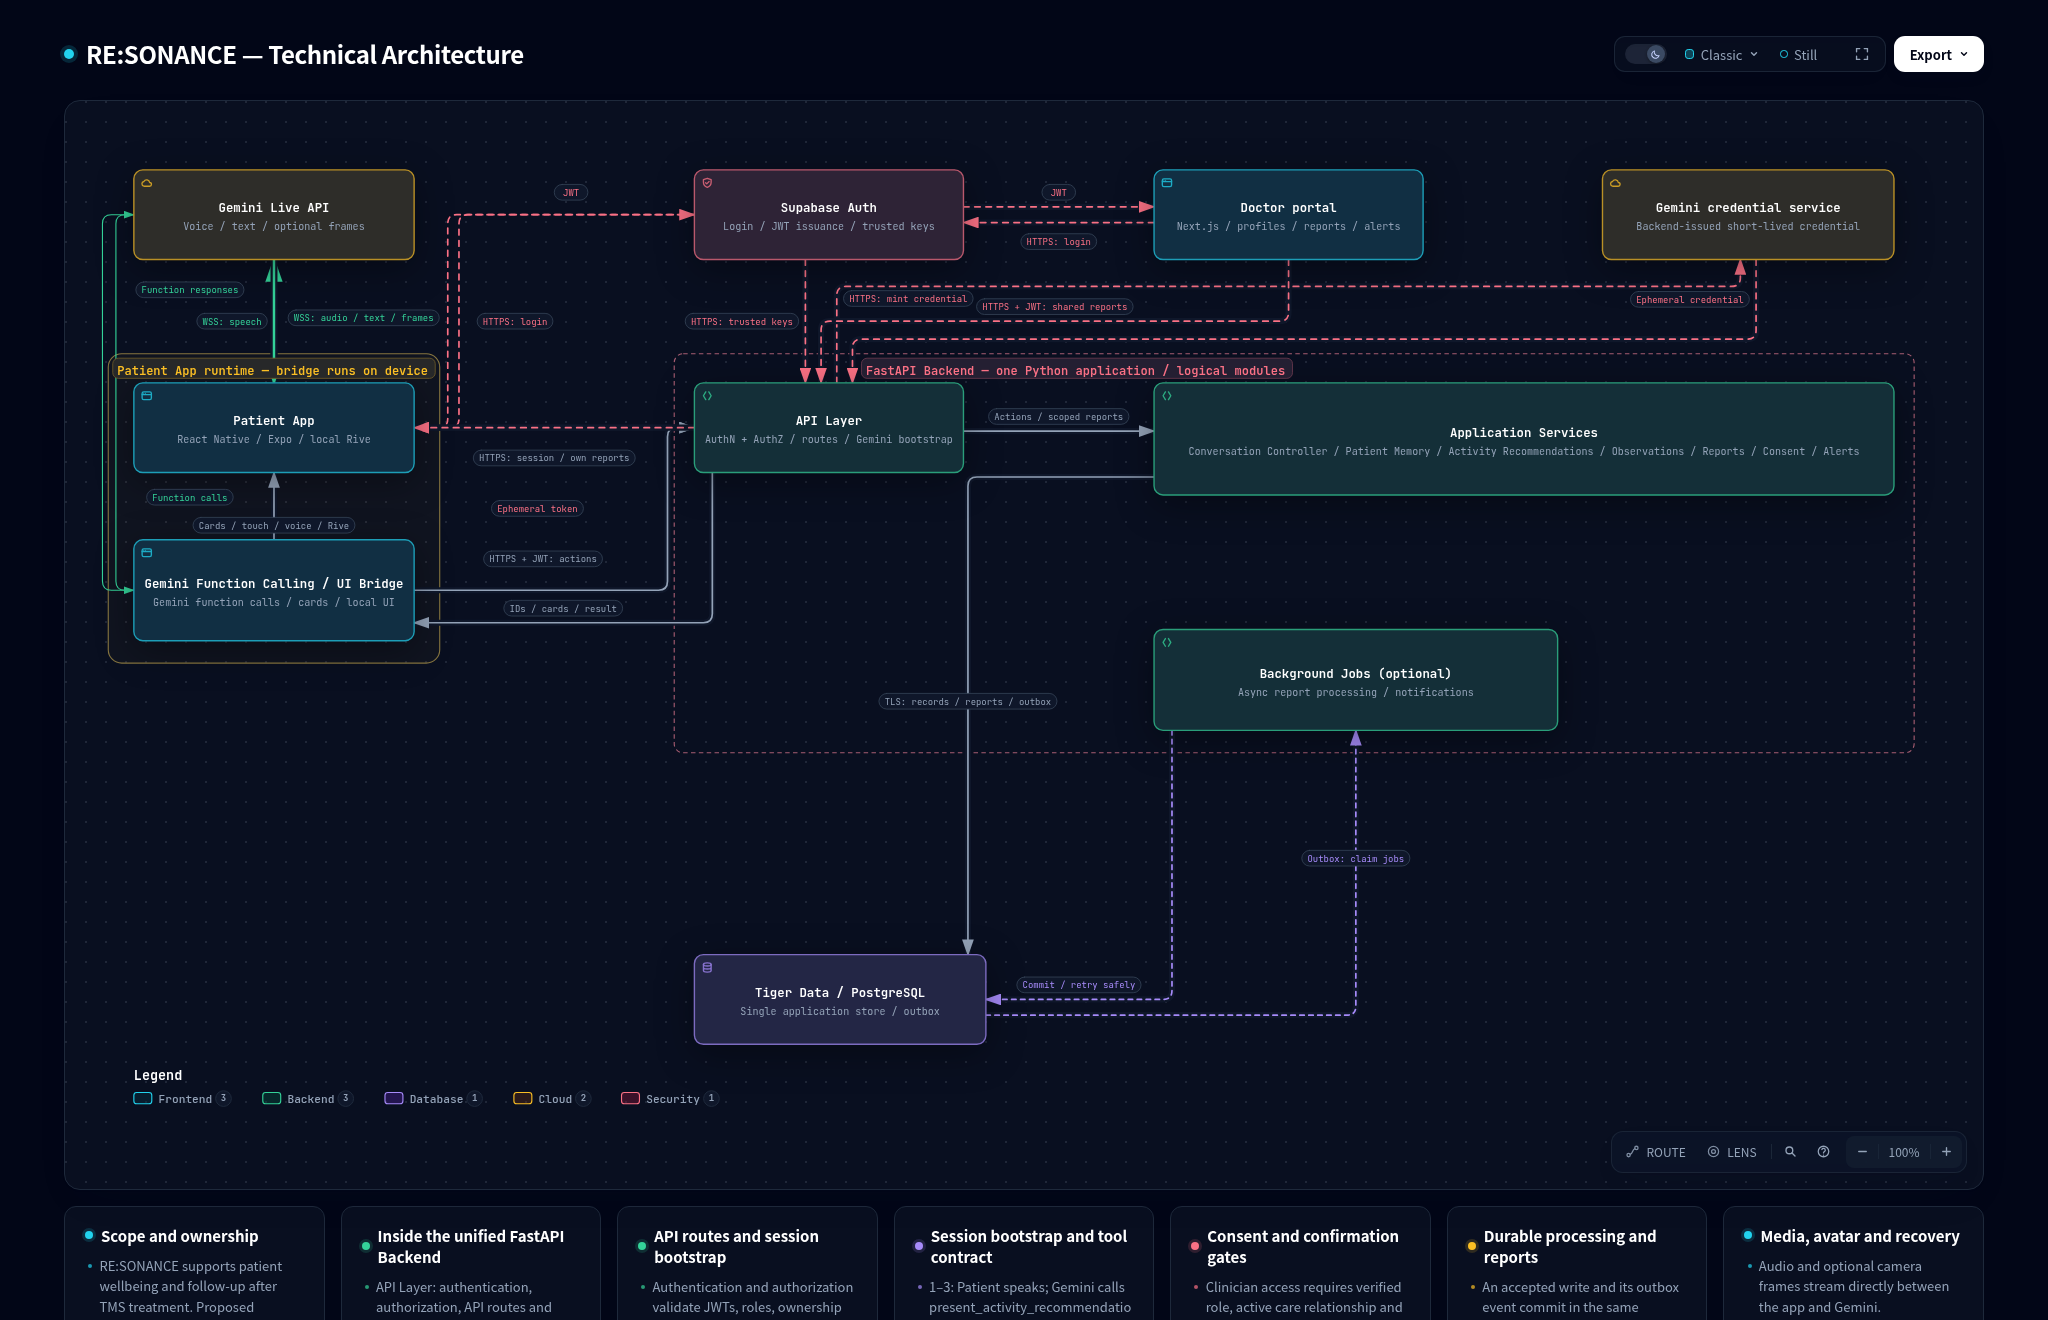 RE:SONANCE — Technical Architecture
Classic
Still
Export
Gemini Live API
Voice / text / optional frames
JWT
Supabase Auth
Login / JWT issuance / trusted keys
JWT
HTTPS: login
Doctor portal
Next.js / profiles / reports / alerts
Gemini credential service
Backend-issued short-lived credential
Function responses
WSS: speech
WSS: audio / text / frames
HTTPS: login
HTTPS: trusted keys
HTTPS: mint credential
HTTPS + JWT: shared reports
Ephemeral credential
Patient App runtime — bridge runs on device
FastAPI Backend — one Python application / logical modules
Patient App
React Native / Expo / local Rive
API Layer
AuthN + AuthZ / routes / Gemini bootstrap
Actions / scoped reports
Application Services
Conversation Controller / Patient Memory / Activity Recommendations / Observations / Reports / Consent / Alerts
HTTPS: session / own reports
Function calls
Ephemeral token
Cards / touch / voice / Rive
HTTPS + JWT: actions
Gemini Function Calling / UI Bridge
Gemini function calls / cards / local UI
IDs / cards / result
Background Jobs (optional)
Async report processing / notifications
TLS: records / reports / outbox
Outbox: claim jobs
Tiger Data / PostgreSQL
Single application store / outbox
Commit / retry safely
Legend
Frontend 3
Backend 3
Database 1
Cloud 2
Security 1
ROUTE
LENS
100%
Scope and ownership
• RE:SONANCE supports patient
wellbeing and follow-up after
TMS treatment. Proposed
Inside the unified FastAPI
Backend
• API Layer: authentication,
authorization, API routes and
API routes and session
bootstrap
• Authentication and authorization
validate JWTs, roles, ownership
Session bootstrap and tool
contract
• 1–3: Patient speaks; Gemini calls
present_activity_recommendatio
Consent and confirmation
gates
• Clinician access requires verified
role, active care relationship and
Durable processing and
reports
• An accepted write and its outbox
event commit in the same
Media, avatar and recovery
• Audio and optional camera
frames stream directly between
the app and Gemini.